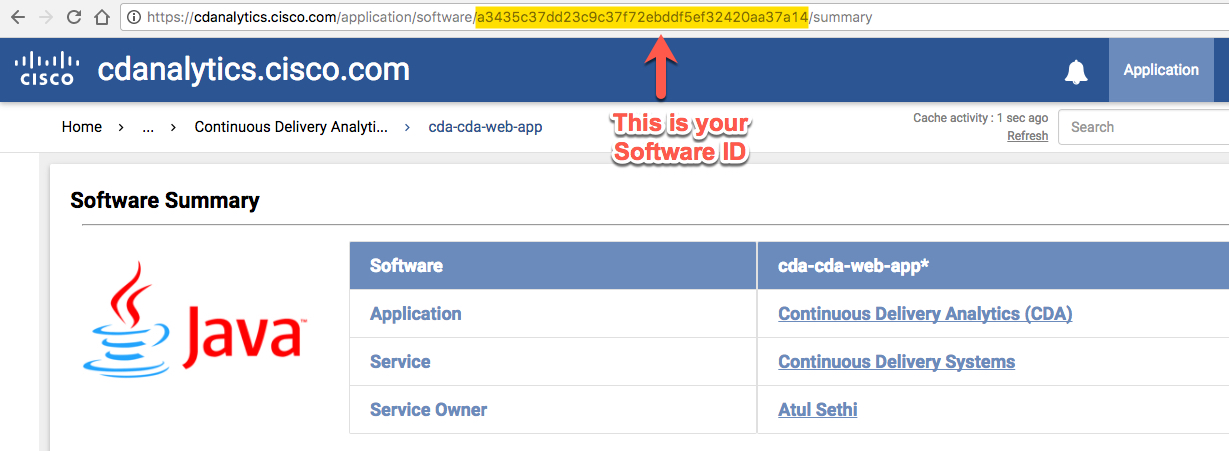 https://cdanalytics.cisco.com/application/software/a3435c37dd23c9c37f72ebddf5ef32420aa37a14/summary
cisco
cdanalytics.cisco.com
Application
This is your
Software ID
Home > ... > Continuous Delivery Analyti... > cda-cda-web-app
Cache activity : 1 sec ago
Refresh
Search
Software Summary
Java™
Software cda-cda-web-app*
Application Continuous Delivery Analytics (CDA)
Service Continuous Delivery Systems
Service Owner Atul Sethi